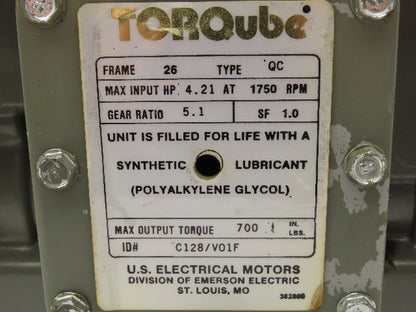 TORQube
FRAME 26 TYPE QC
MAX INPUT HP 4.21 AT 1750 RPM
GEAR RATIO 5.1 SF 1.0
UNIT IS FILLED FOR LIFE WITH A
SYNTHETIC LUBRICANT
(POLYALKYLENE GLYCOL)
MAX OUTPUT TORQUE 700 IN. LBS.
ID# C128/V01F
U.S. ELECTRICAL MOTORS
DIVISION OF EMERSON ELECTRIC
ST. LOUIS, MO